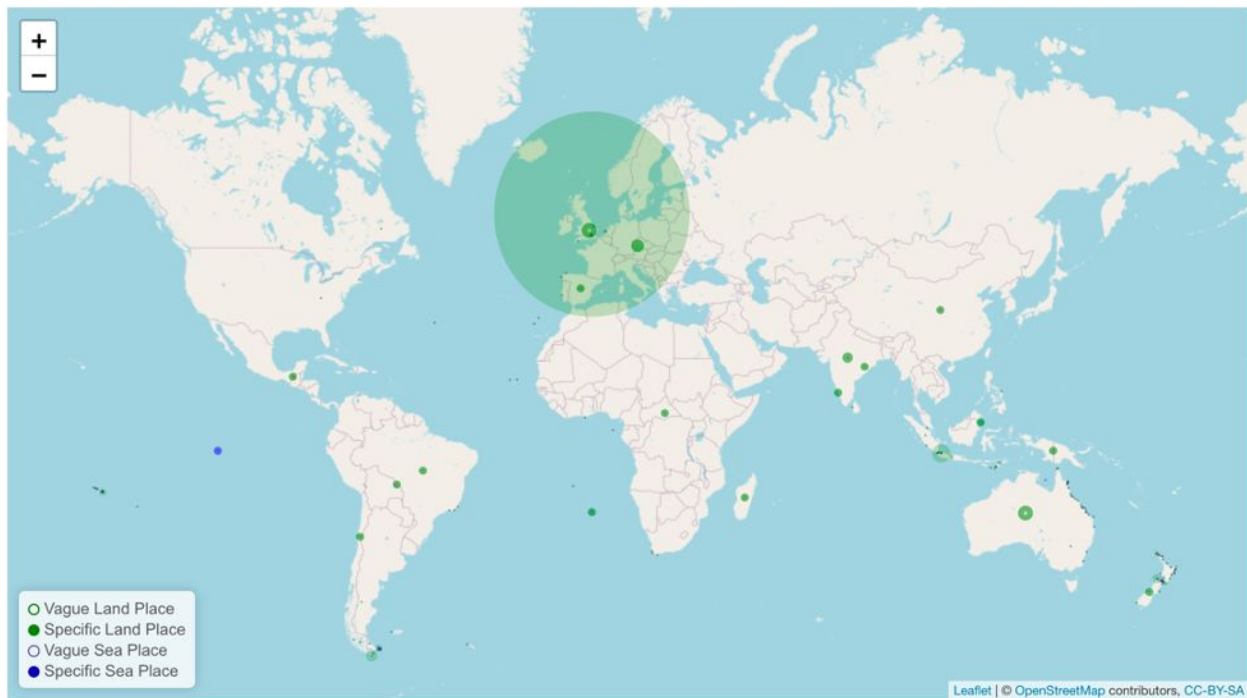 +
−
Vague Land Place
Specific Land Place
Vague Sea Place
Specific Sea Place
Leaflet | © OpenStreetMap contributors, CC-BY-SA